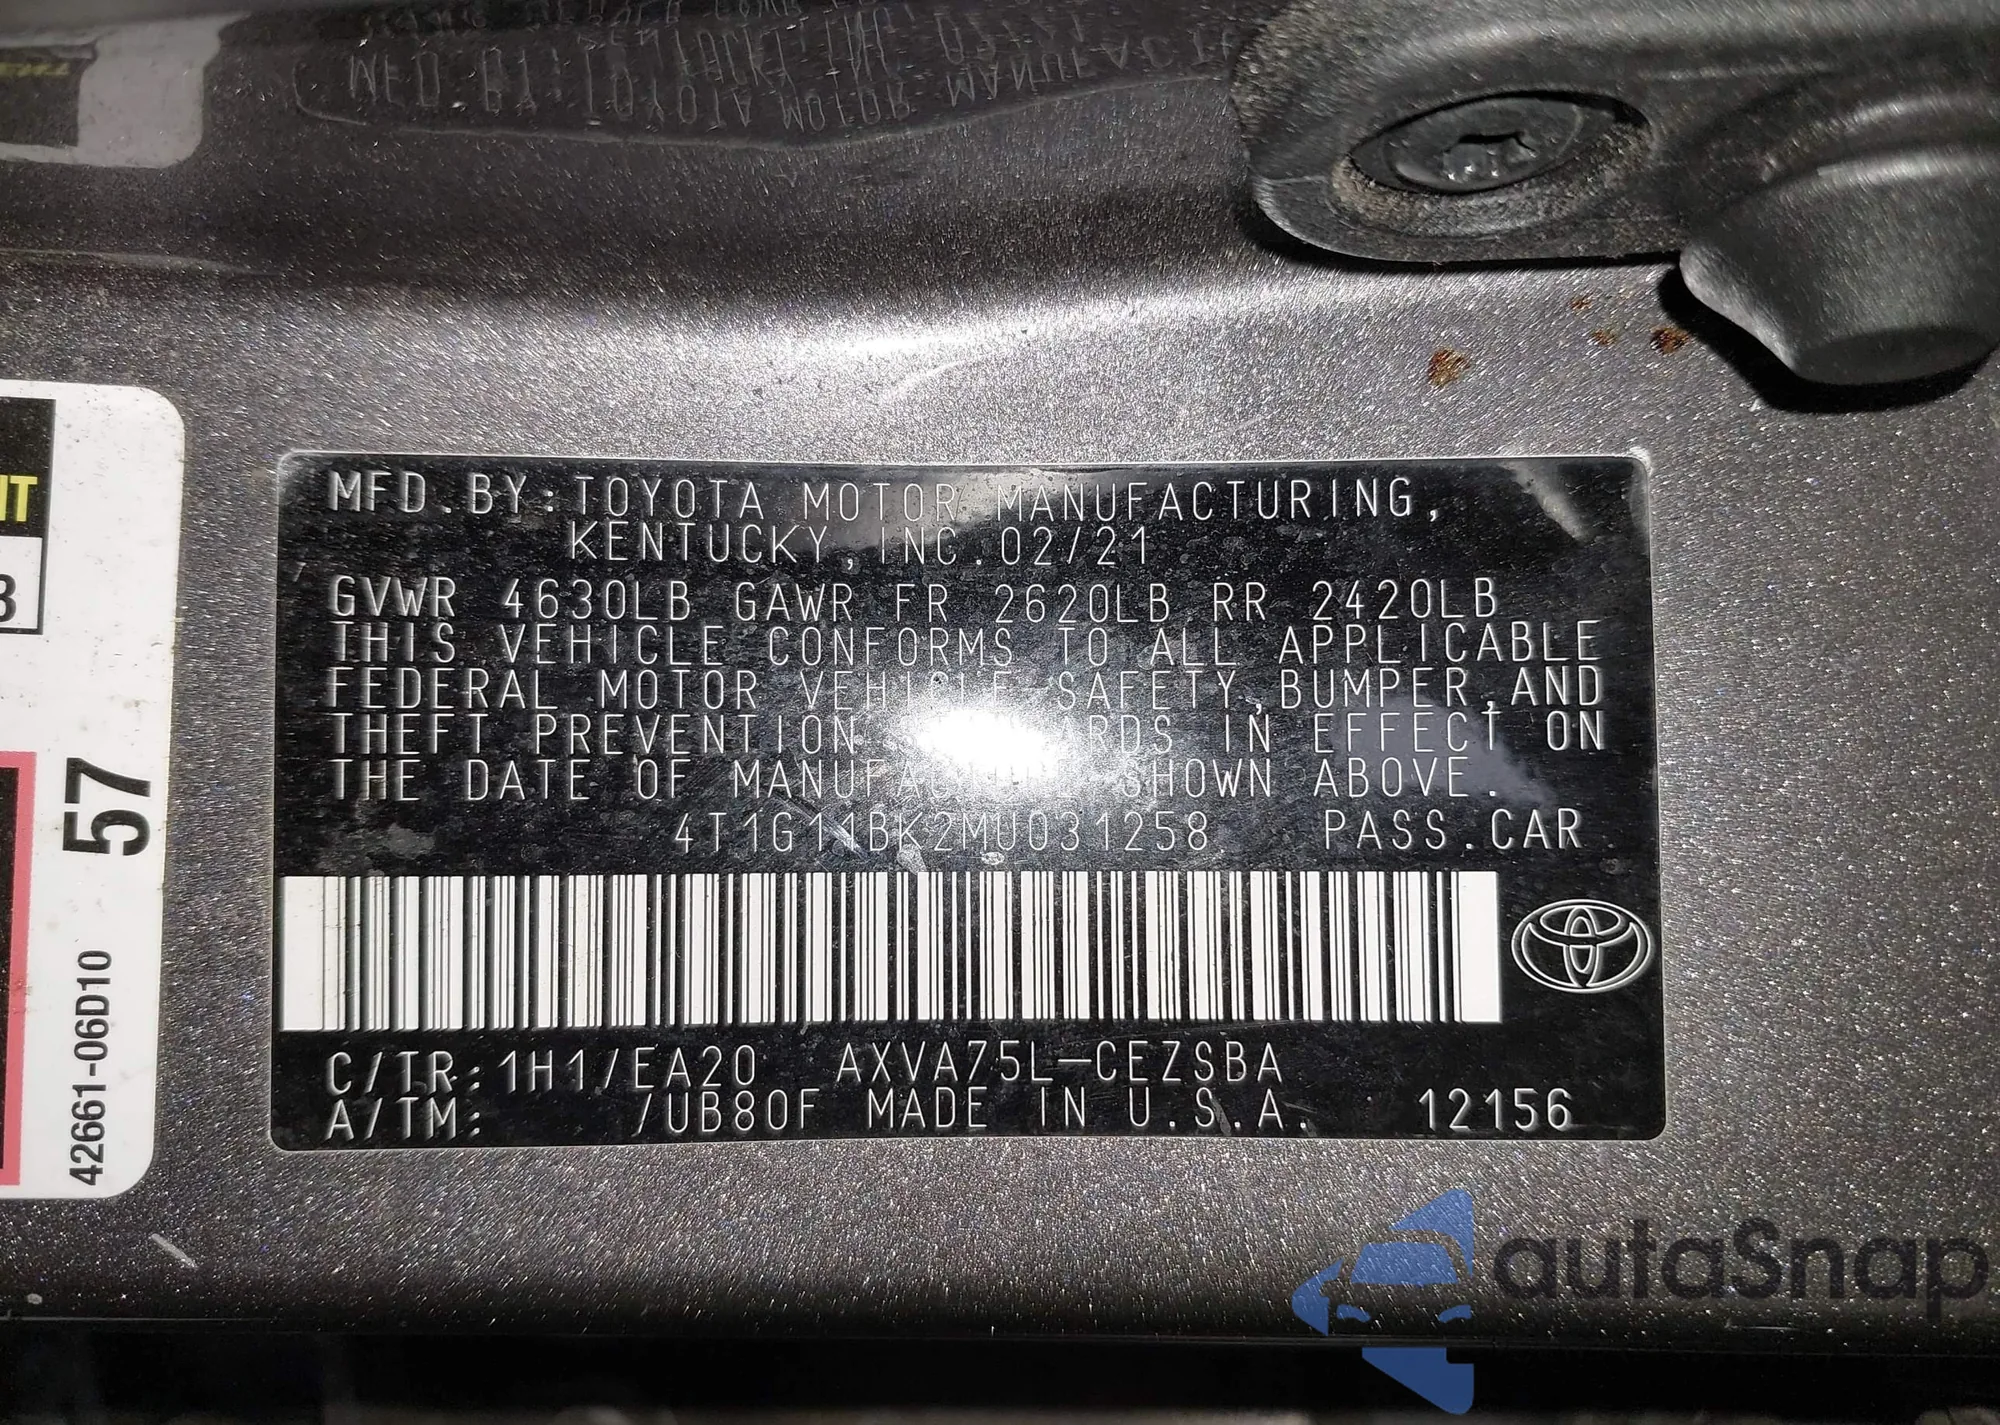 MFD.BY:TOYOTA MOTOR MANUFACTURING,
KENTUCKY,INC.02/21
GVWR 4630LB GAWR FR 2620LB RR 2420LB
THIS VEHICLE CONFORMS TO ALL APPLICABLE
FEDERAL MOTOR VEHICLE SAFETY,BUMPER,AND
THEFT PREVENTION STANDARDS IN EFFECT ON
THE DATE OF MANUFACTURE SHOWN ABOVE.
4T1G11BK2MU031258 PASS.CAR
C/TR:1H1/EA20 AXVA75L-CEZSBA
A/TM: /UB80F MADE IN U.S.A. 12156
57
42661-06D10
autoSnap